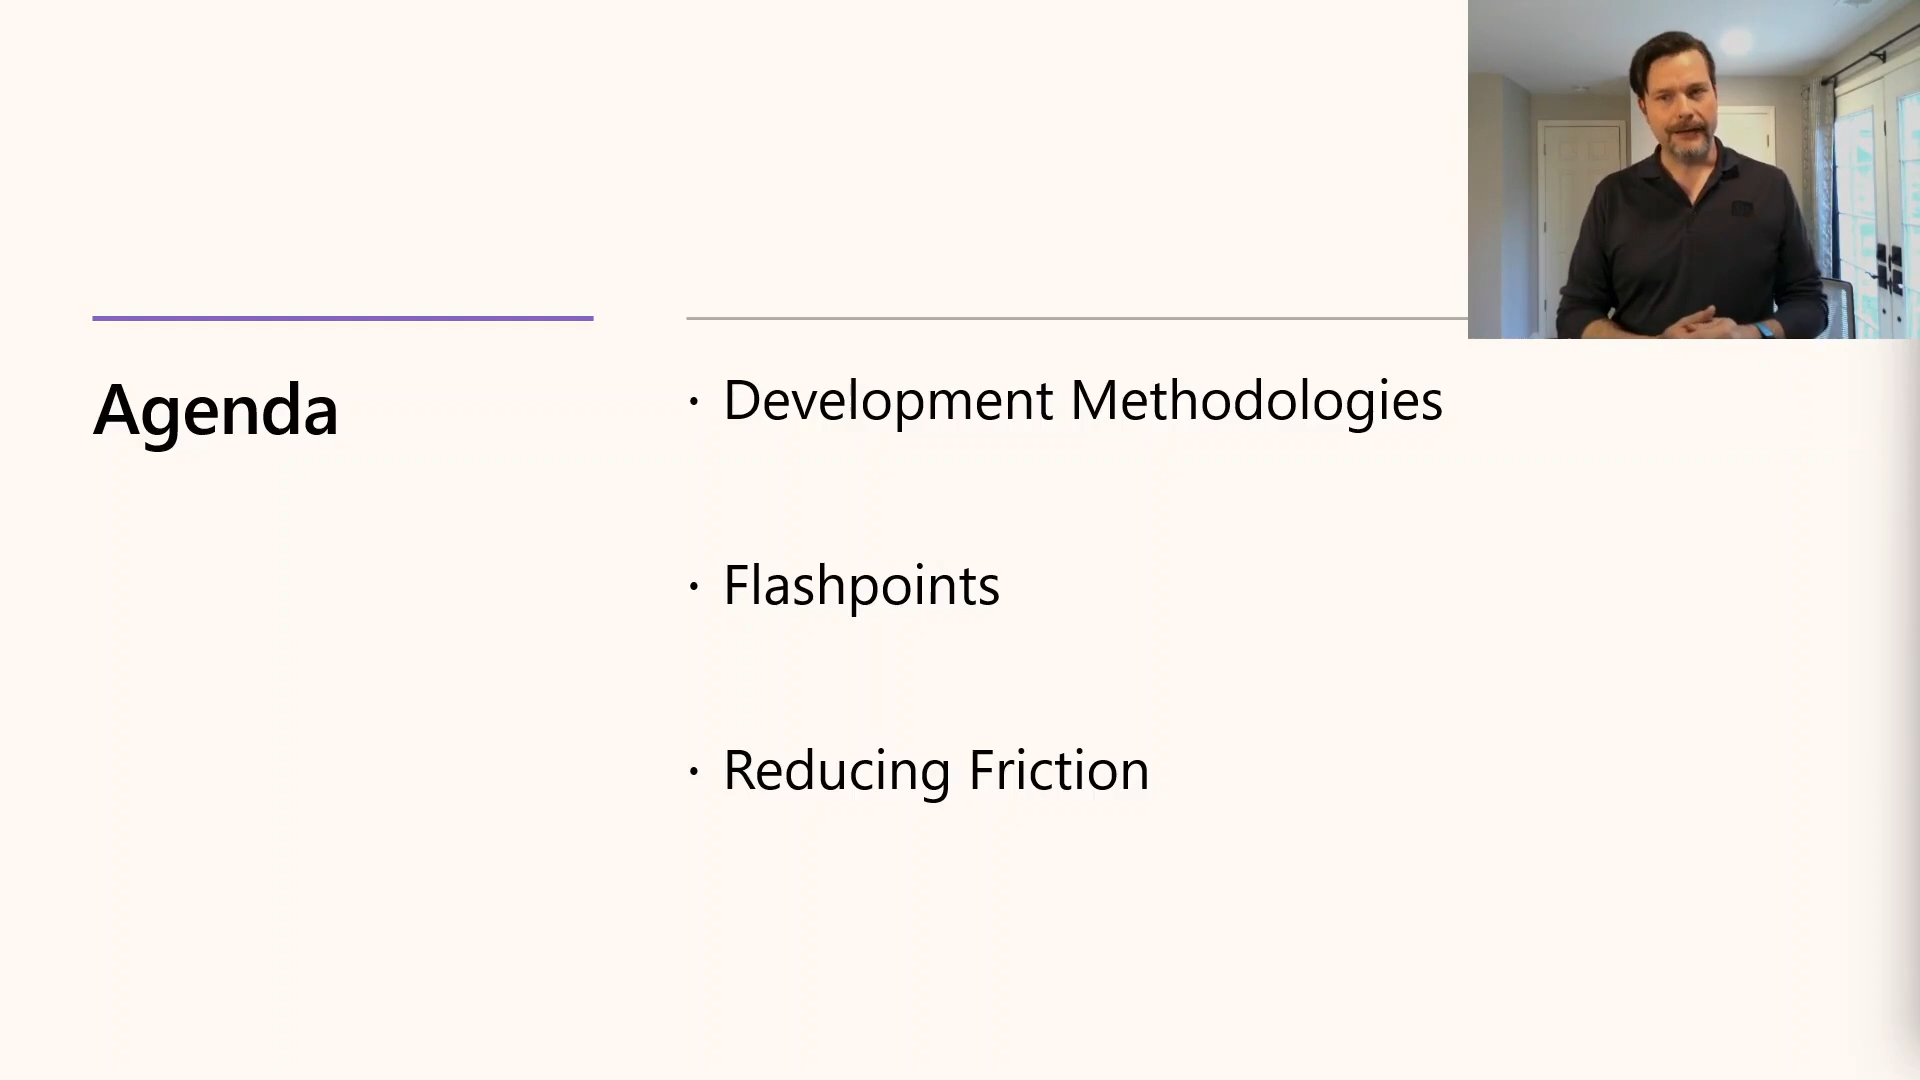 Agenda
· Development Methodologies
· Flashpoints
· Reducing Friction